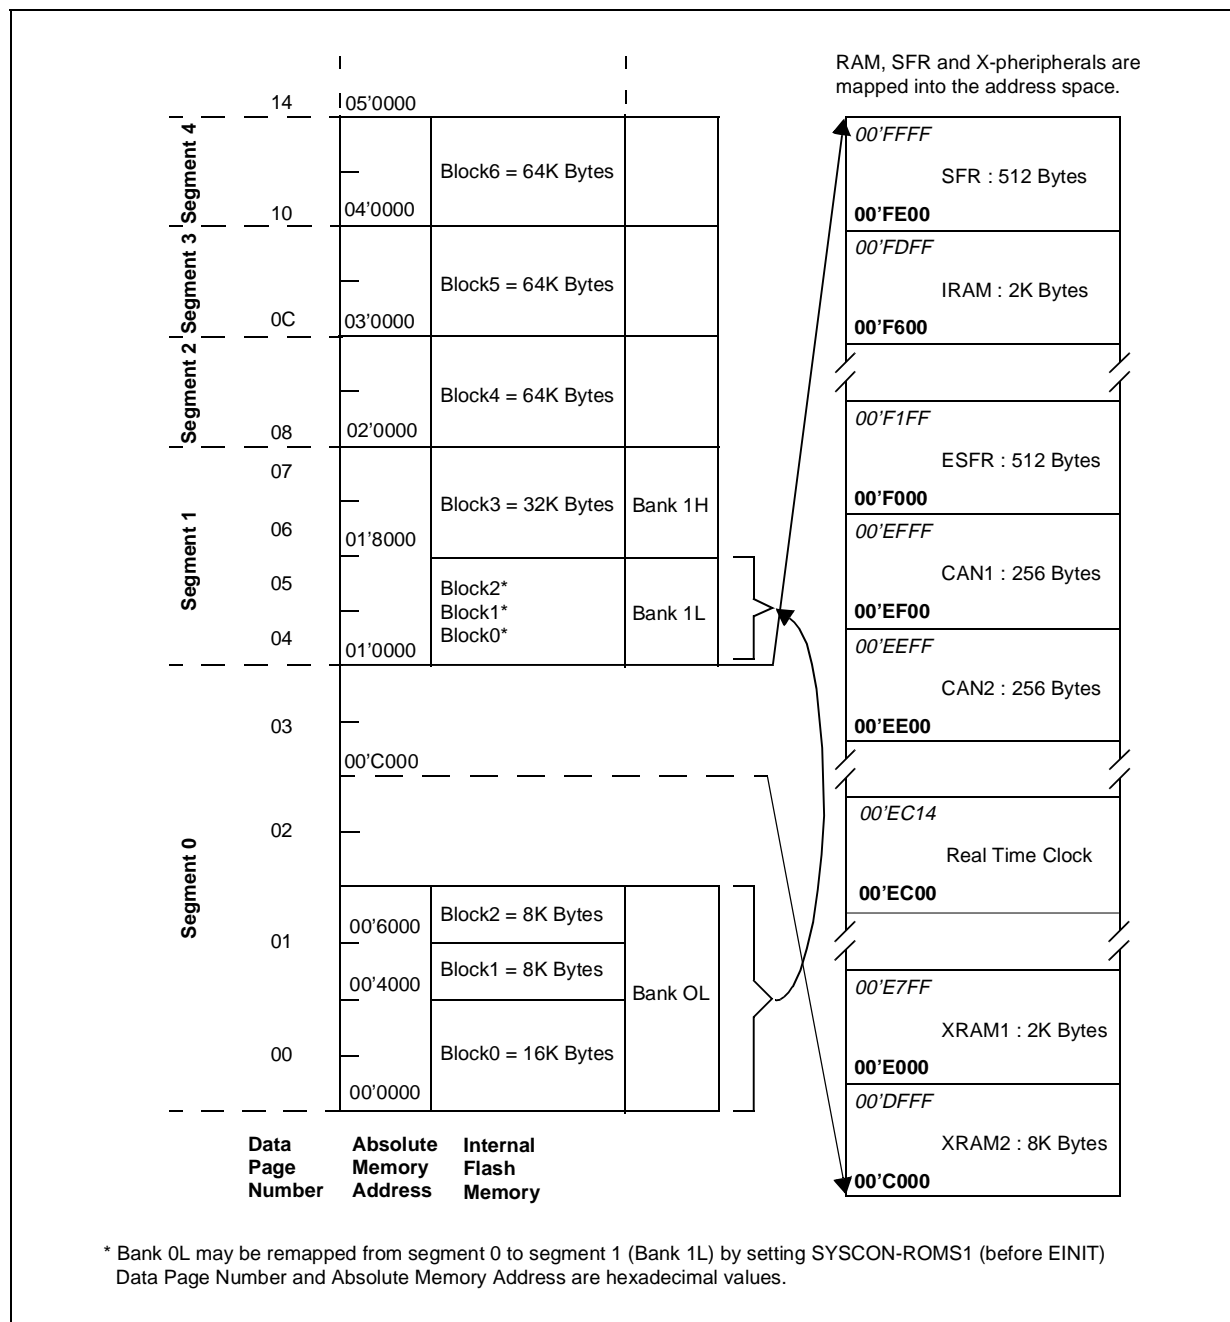 RAM, SFR and X-pheripherals are
mapped into the address space.
14 05'0000
Segment 4
Block6 = 64K Bytes
10 04'0000
Segment 3
Block5 = 64K Bytes
0C 03'0000
Segment 2
Block4 = 64K Bytes
08 02'0000
Segment 1
07
Block3 = 32K Bytes Bank 1H
06 01'8000
05
Block2*
Block1*
Block0*
Bank 1L
04 01'0000
Segment 0
03
00'C000
02
Block2 = 8K Bytes
00'6000
01
Block1 = 8K Bytes
00'4000
Bank OL
00
Block0 = 16K Bytes
00'0000
Data
Page
Number
Absolute
Memory
Address
Internal
Flash
Memory
00'FFFF
SFR : 512 Bytes
00'FE00
00'FDFF
IRAM : 2K Bytes
00'F600
00'F1FF
ESFR : 512 Bytes
00'F000
00'EFFF
CAN1 : 256 Bytes
00'EF00
00'EEFF
CAN2 : 256 Bytes
00'EE00
00'EC14
Real Time Clock
00'EC00
00'E7FF
XRAM1 : 2K Bytes
00'E000
00'DFFF
XRAM2 : 8K Bytes
00'C000
* Bank 0L may be remapped from segment 0 to segment 1 (Bank 1L) by setting SYSCON-ROMS1 (before EINIT)
Data Page Number and Absolute Memory Address are hexadecimal values.